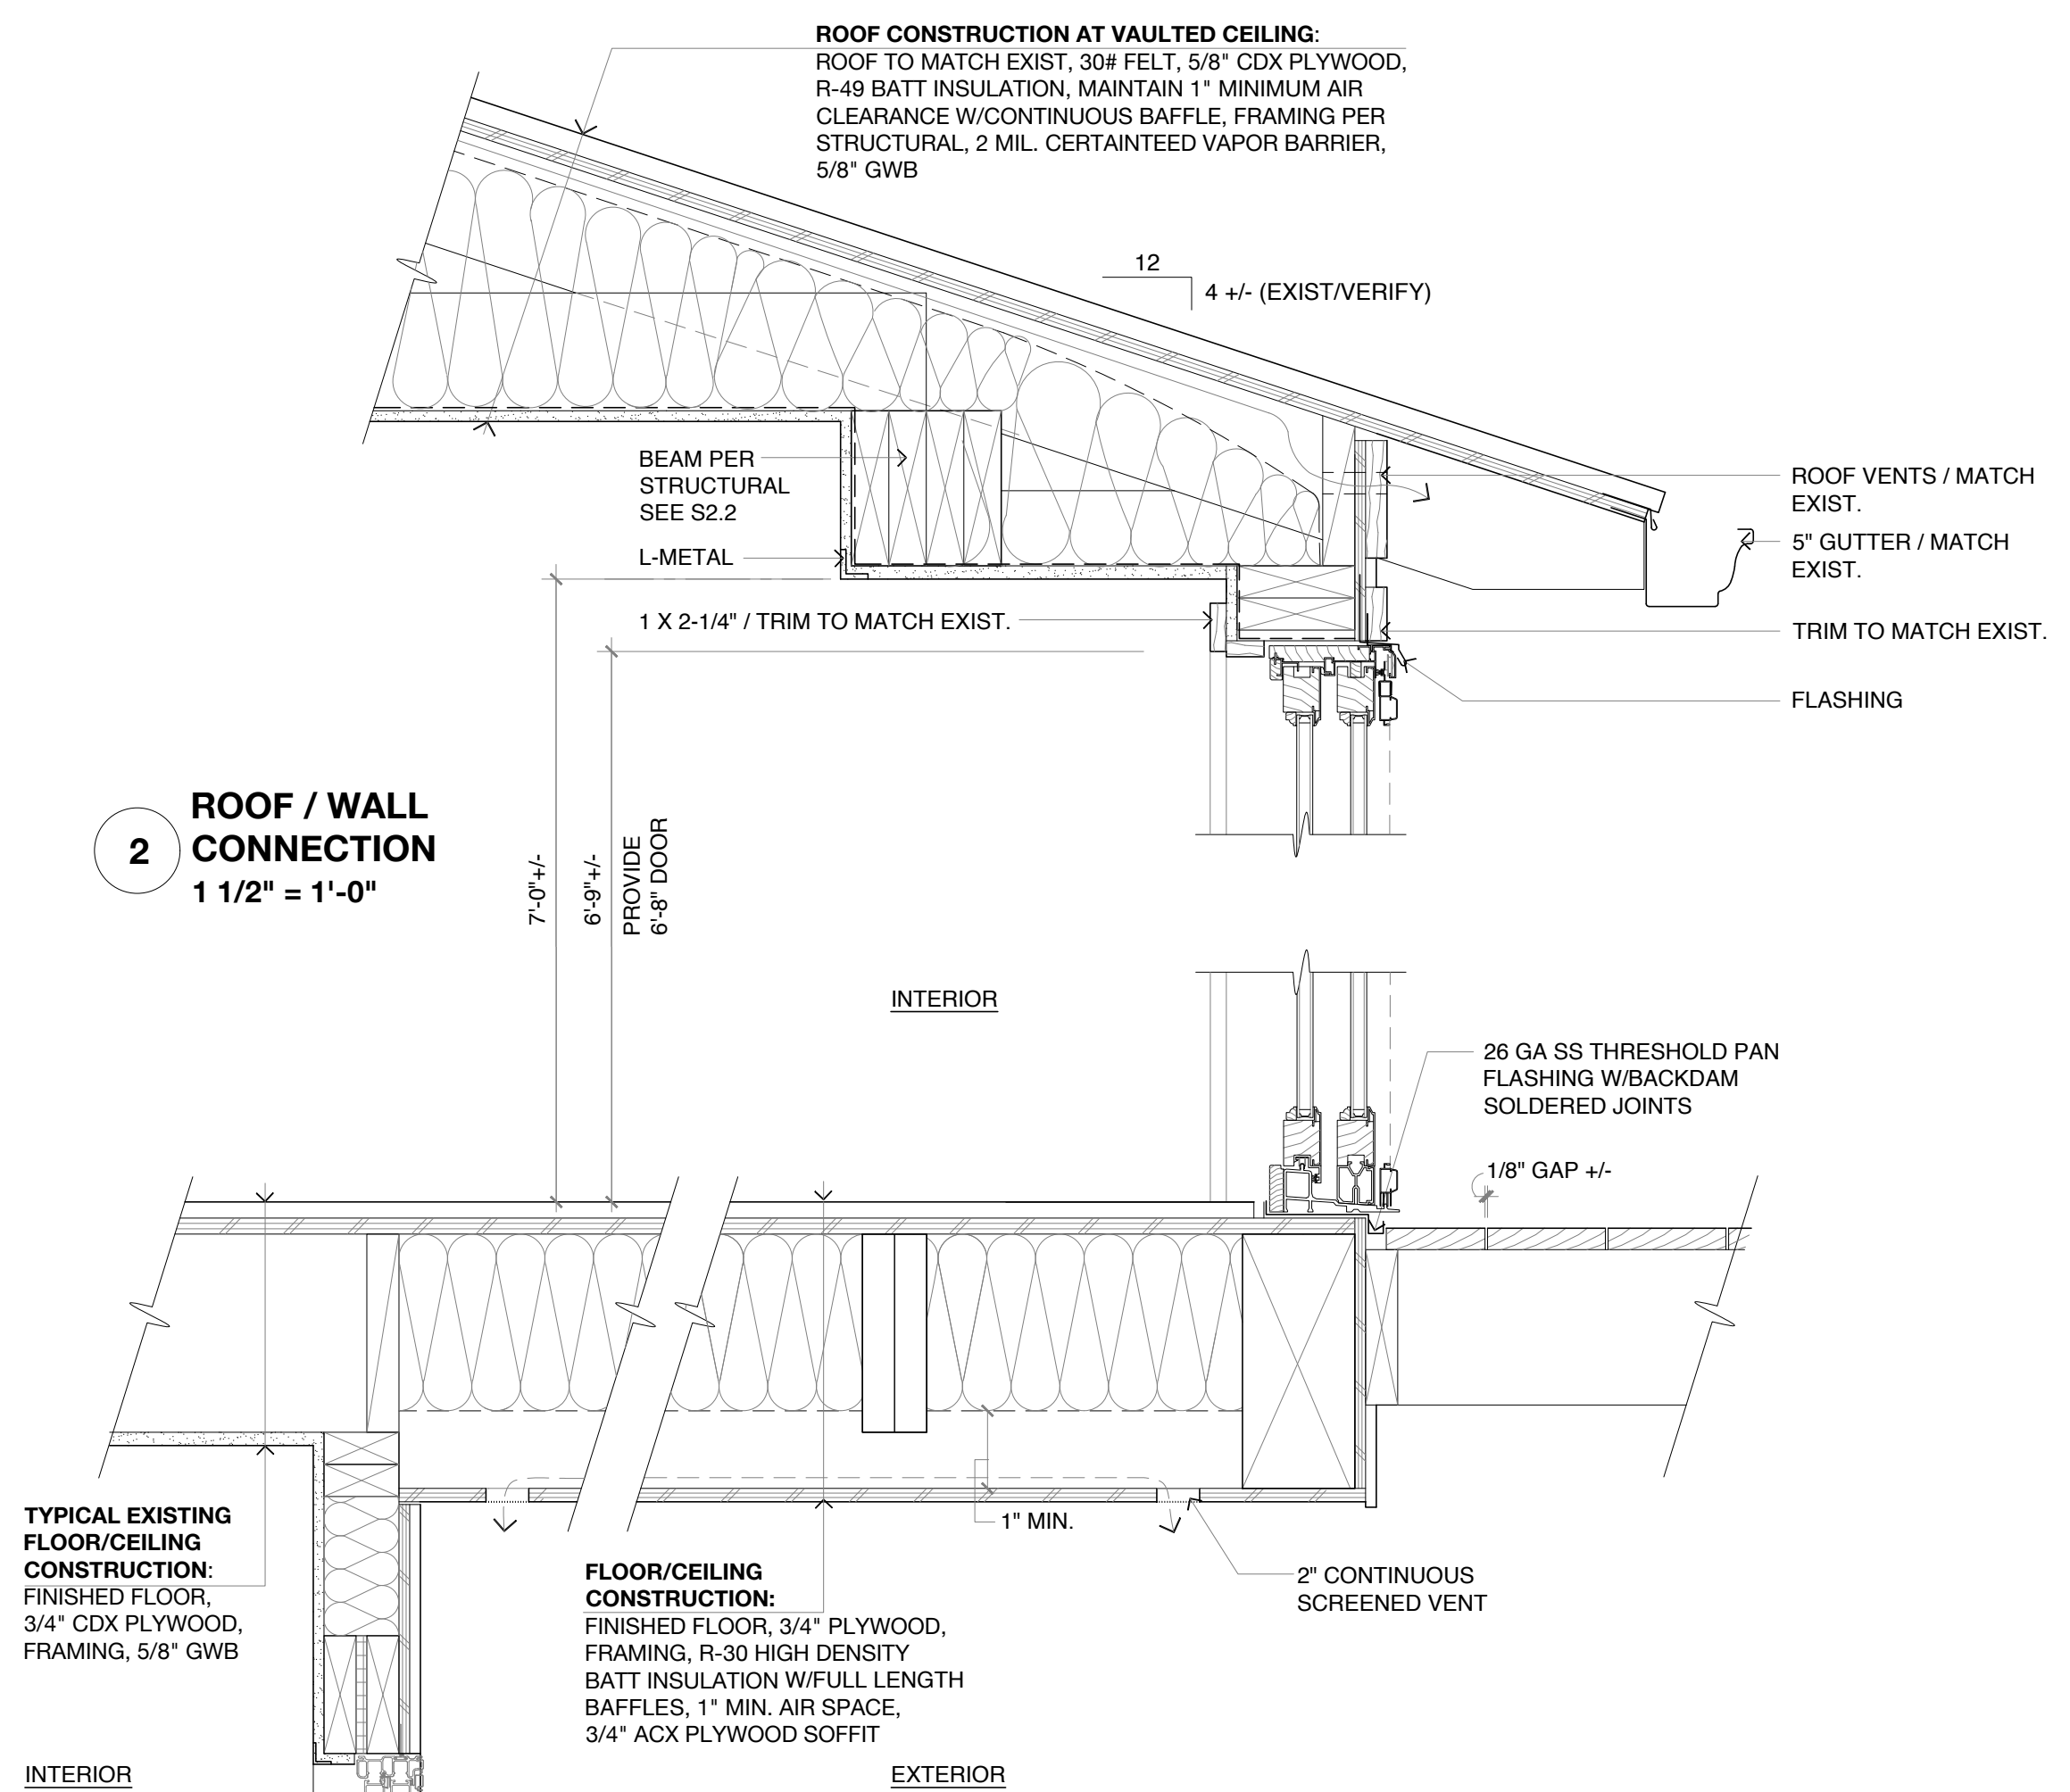 ROOF CONSTRUCTION AT VAULTED CEILING:
ROOF TO MATCH EXIST, 30# FELT, 5/8" CDX PLYWOOD,
R-49 BATT INSULATION, MAINTAIN 1" MINIMUM AIR
CLEARANCE W/CONTINUOUS BAFFLE, FRAMING PER
STRUCTURAL, 2 MIL. CERTAINTEED VAPOR BARRIER,
5/8" GWB
12
4 +/- (EXIST/VERIFY)
BEAM PER
STRUCTURAL
SEE S2.2
L-METAL
1 X 2-1/4" / TRIM TO MATCH EXIST.
ROOF VENTS / MATCH
EXIST.
5" GUTTER / MATCH
EXIST.
TRIM TO MATCH EXIST.
FLASHING
2
ROOF / WALL
CONNECTION
1 1/2" = 1'-0"
7'-0"+/-
6'-9"+/-
PROVIDE
6'-8" DOOR
INTERIOR
26 GA SS THRESHOLD PAN
FLASHING W/BACKDAM
SOLDERED JOINTS
1/8" GAP +/-
1" MIN.
2" CONTINUOUS
SCREENED VENT
TYPICAL EXISTING
FLOOR/CEILING
CONSTRUCTION:
FINISHED FLOOR,
3/4" CDX PLYWOOD,
FRAMING, 5/8" GWB
FLOOR/CEILING
CONSTRUCTION:
FINISHED FLOOR, 3/4" PLYWOOD,
FRAMING, R-30 HIGH DENSITY
BATT INSULATION W/FULL LENGTH
BAFFLES, 1" MIN. AIR SPACE,
3/4" ACX PLYWOOD SOFFIT
INTERIOR
EXTERIOR